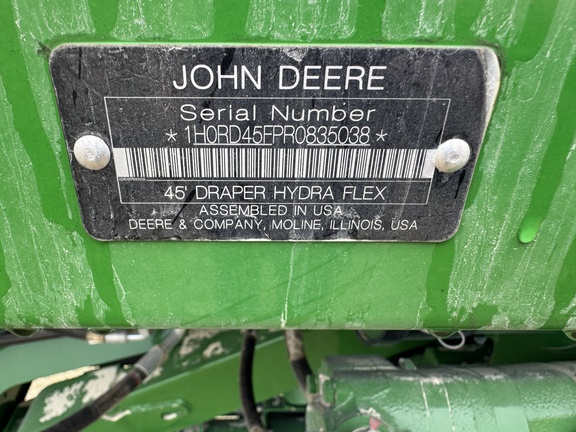 JOHN DEERE
Serial Number
* 1H0RD45FPR0835038 *
45' DRAPER HYDRA FLEX
ASSEMBLED IN USA
DEERE & COMPANY, MOLINE, ILLINOIS, USA